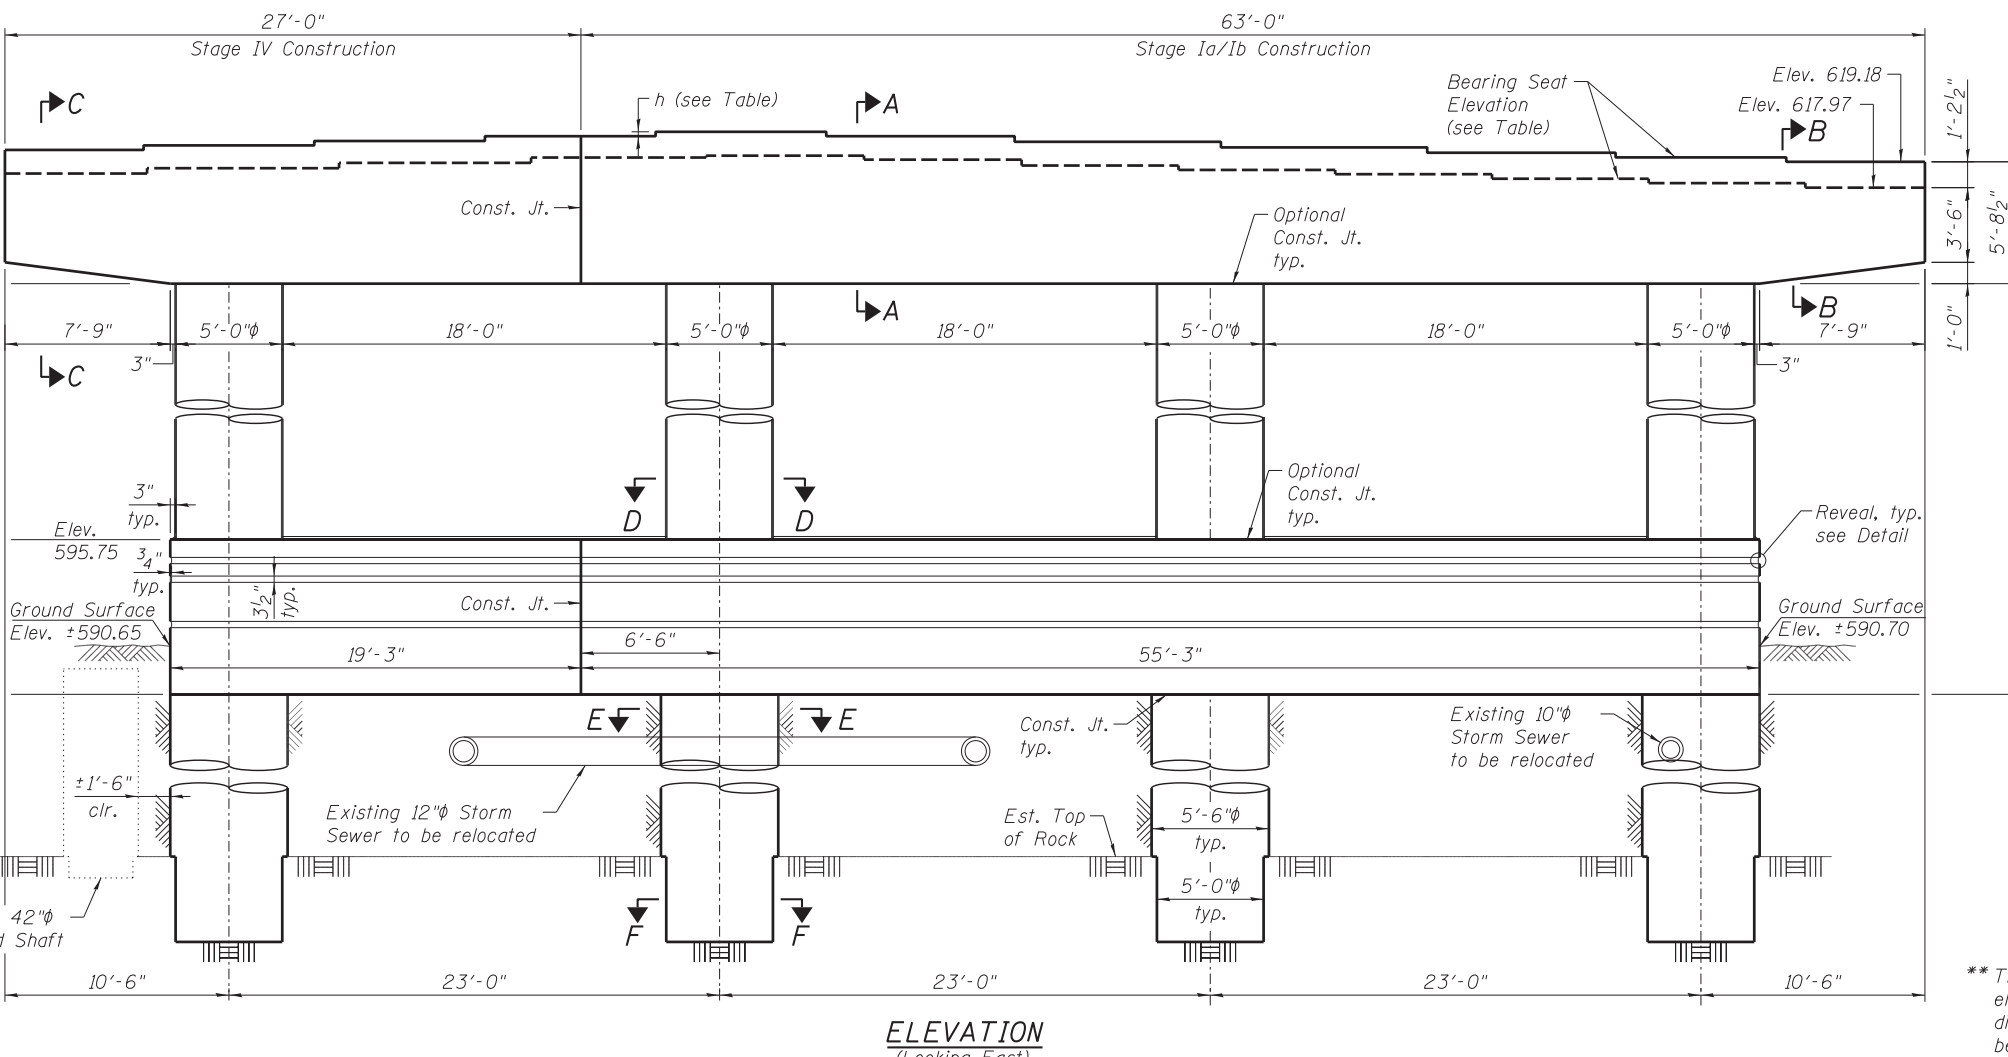 27'-0"
63'-0"
Stage IV Construction
Stage Ia/Ib Construction
C
h (see Table)
A
Bearing Seat
Elevation
(see Table)
Elev. 619.18
Elev. 617.97
B
1'-2½"
Const. Jt.
Optional
Const. Jt.
typ.
3'-6"
5'-8½"
1'-0"
A
B
7'-9"
5'-0"ϕ
18'-0"
5'-0"ϕ
18'-0"
5'-0"ϕ
18'-0"
5'-0"ϕ
7'-9"
3"
3"
C
D
D
Optional
Const. Jt.
typ.
3"
typ.
Elev.
595.75
¾"
typ.
3½"
typ.
Reveal, typ.
see Detail
Ground Surface
Elev. ±590.65
Const. Jt.
Ground Surface
Elev. ±590.70
6'-6"
19'-3"
55'-3"
E
E
Const. Jt.
typ.
Existing 10"ϕ
Storm Sewer
to be relocated
±1'-6"
clr.
Existing 12"ϕ Storm
Sewer to be relocated
Est. Top
of Rock
5'-6"ϕ
typ.
5'-0"ϕ
typ.
42"ϕ
Shaft
F
F
10'-6"
23'-0"
23'-0"
23'-0"
10'-6"
**
ELEVATION
(Looking East)